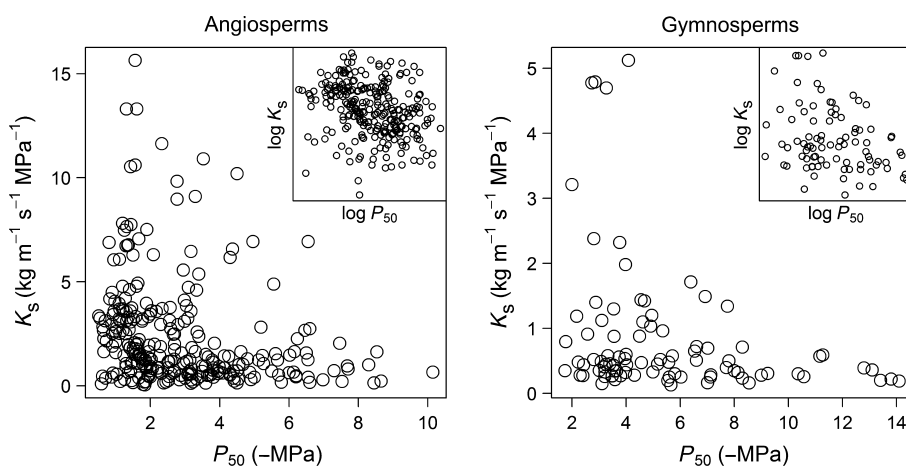 Angiosperms
Gymnosperms
Kₛ (kg m⁻¹ s⁻¹ MPa⁻¹)
15
10
5
0
2
4
6
8
10
P₅₀ (–MPa)
log Kₛ
log P₅₀
Kₛ (kg m⁻¹ s⁻¹ MPa⁻¹)
5
4
3
2
1
0
2
4
6
8
10
12
14
P₅₀ (–MPa)
log Kₛ
log P₅₀